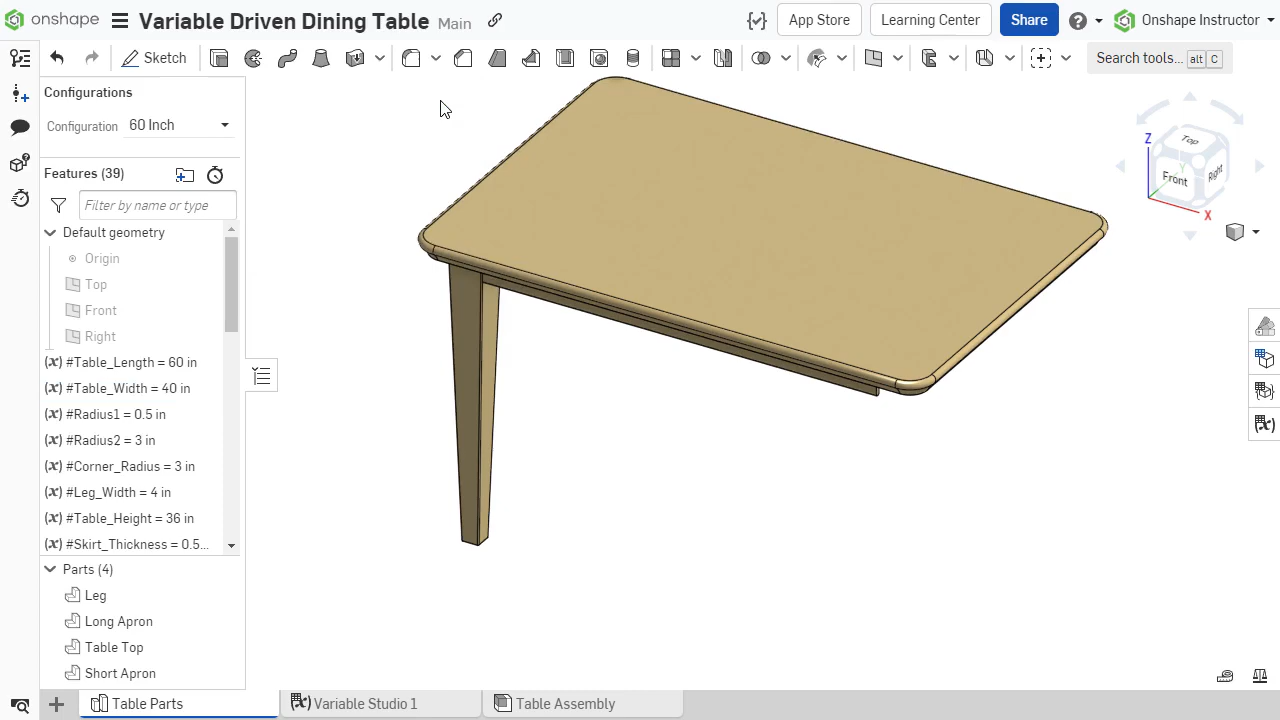 onshape Variable Driven Dining Table Main App Store Learning Center Share Onshape Instructor
Sketch Search tools... alt C
Configurations
Configuration 60 Inch
Features (39)
Filter by name or type
Default geometry
Origin
Top
Front
Right
(x) #Table_Length = 60 in
(x) #Table_Width = 40 in
(x) #Radius1 = 0.5 in
(x) #Radius2 = 3 in
(x) #Corner_Radius = 3 in
(x) #Leg_Width = 4 in
(x) #Table_Height = 36 in
(x) #Skirt_Thickness = 0.5...
Parts (4)
Leg
Long Apron
Table Top
Short Apron
Z
Top
Y
Front Right
X
(x)
Table Parts (x) Variable Studio 1 Table Assembly